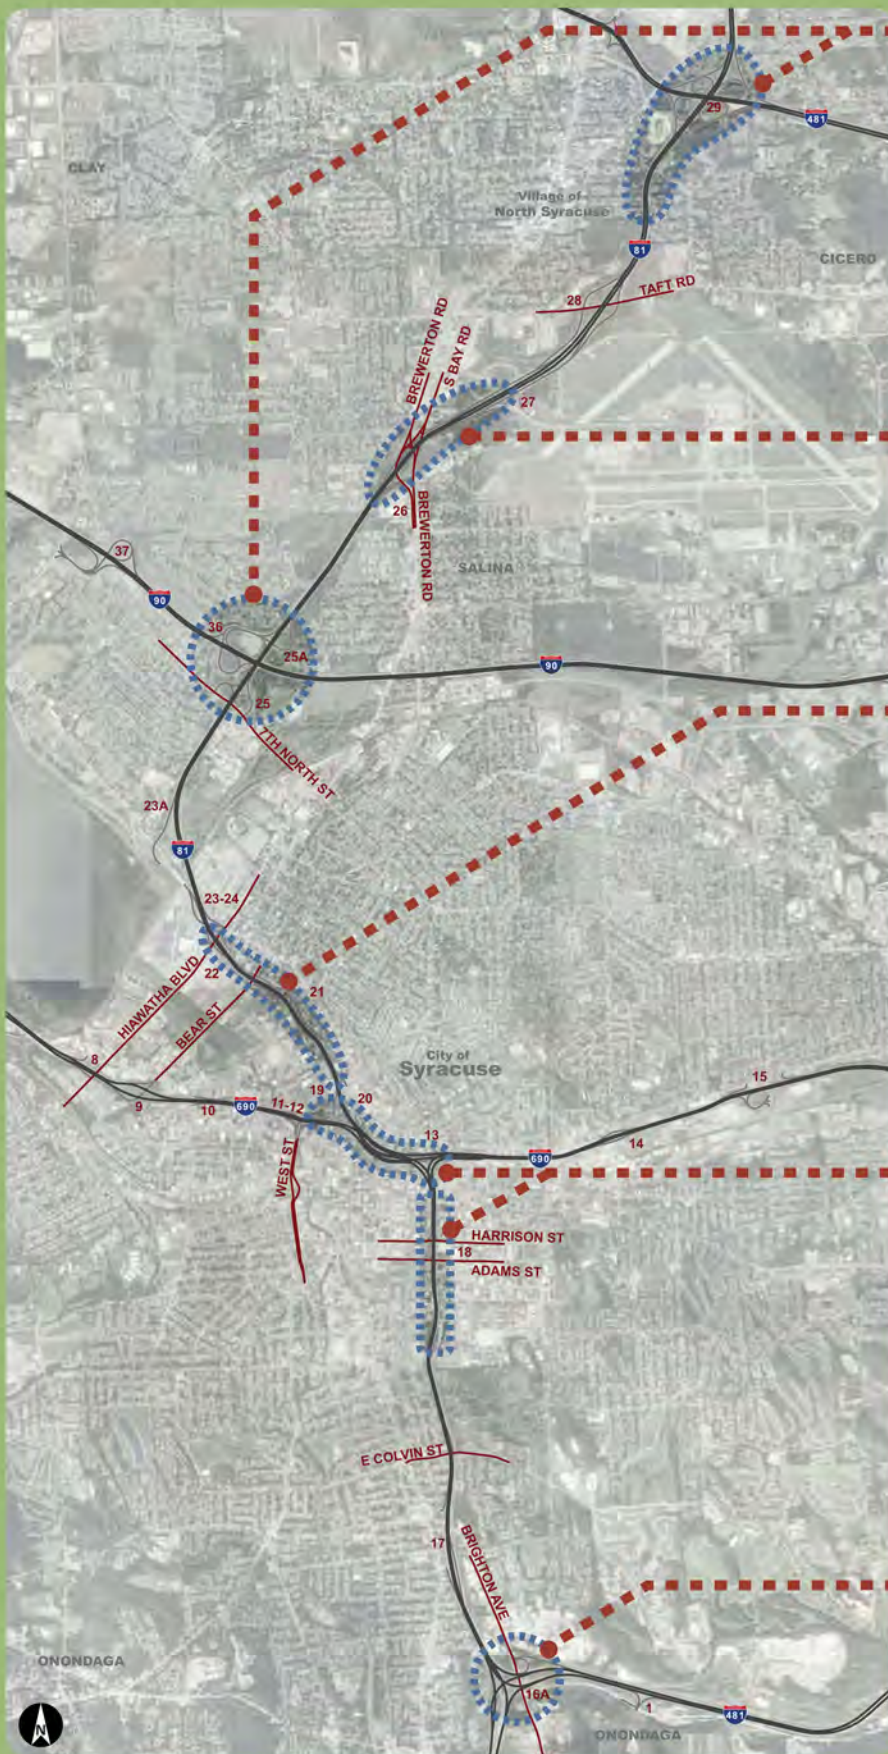 29
481
CLAY
Village of
North Syracuse
81
CICERO
TAFT RD
28
BREWERTON RD
S BAY RD
27
26
BREWERTON RD
37
SALINA
90
36
25A
90
25
7TH NORTH ST
23A
81
23-24
HIAWATHA BLVD
22
BEAR ST
21
City of
Syracuse
8
9
10
690
11-12
19
20
15
13
14
690
WEST ST
HARRISON ST
18
ADAMS ST
E COLVIN ST
17
BRIGHTON AVE
ONONDAGA
16A
1
481
ONONDAGA
N